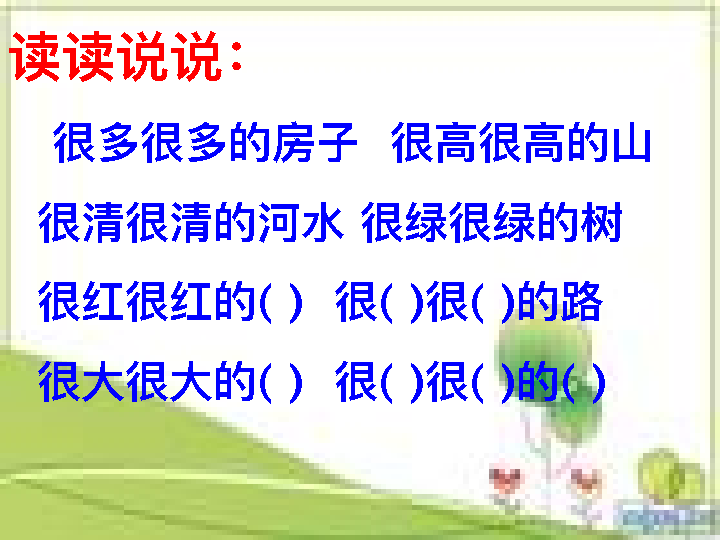 读读说说：
很多很多的房子 很高很高的山
很清很清的河水 很绿很绿的树
很红很红的( ) 很( )很( )的路
很大很大的( ) 很( )很( )的( )